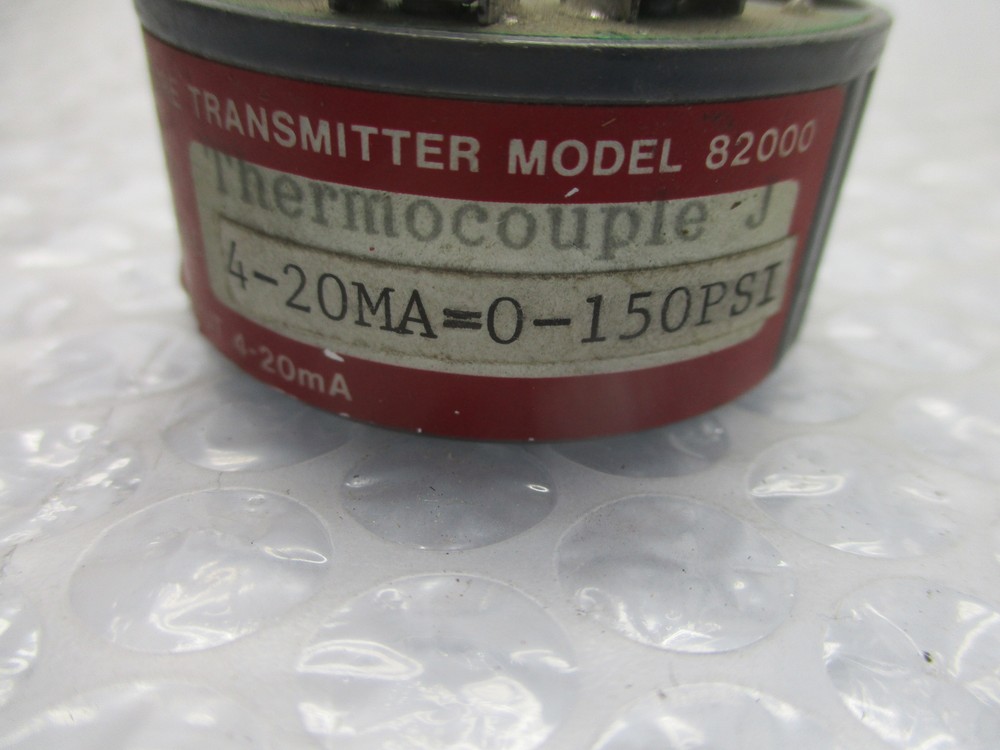 TRANSMITTER MODEL 82000
Thermocouple J
4-20MA=0-150PSI
4-20mA